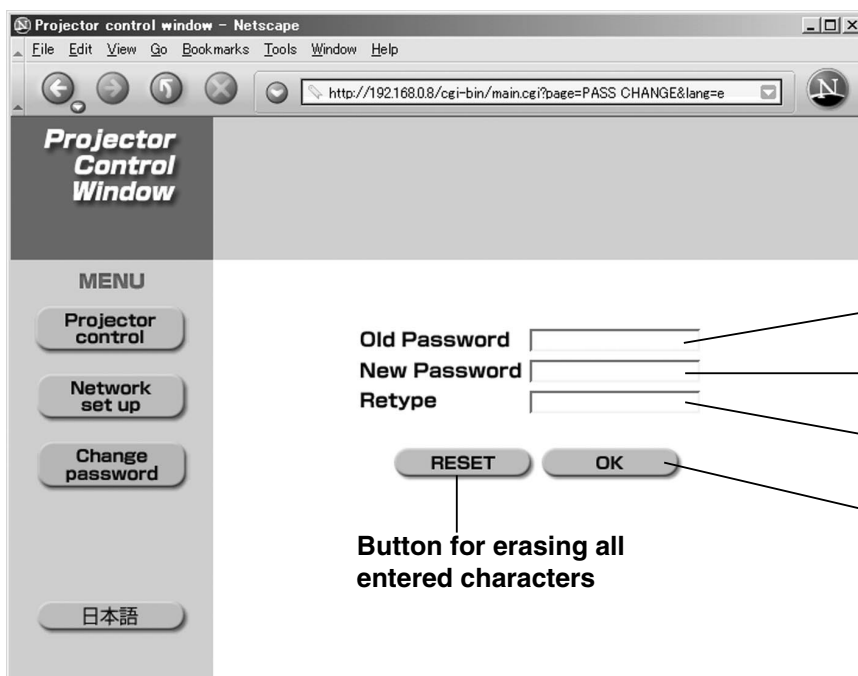 Projector control window - Netscape
File Edit View Go Bookmarks Tools Window Help
http://192.168.0.8/cgi-bin/main.cgi?page=PASS CHANGE&lang=e
N
Projector
Control
Window
MENU
Projector
control
Network
set up
Change
password
日本語
Old Password
New Password
Retype
RESET OK
Button for erasing all
entered characters